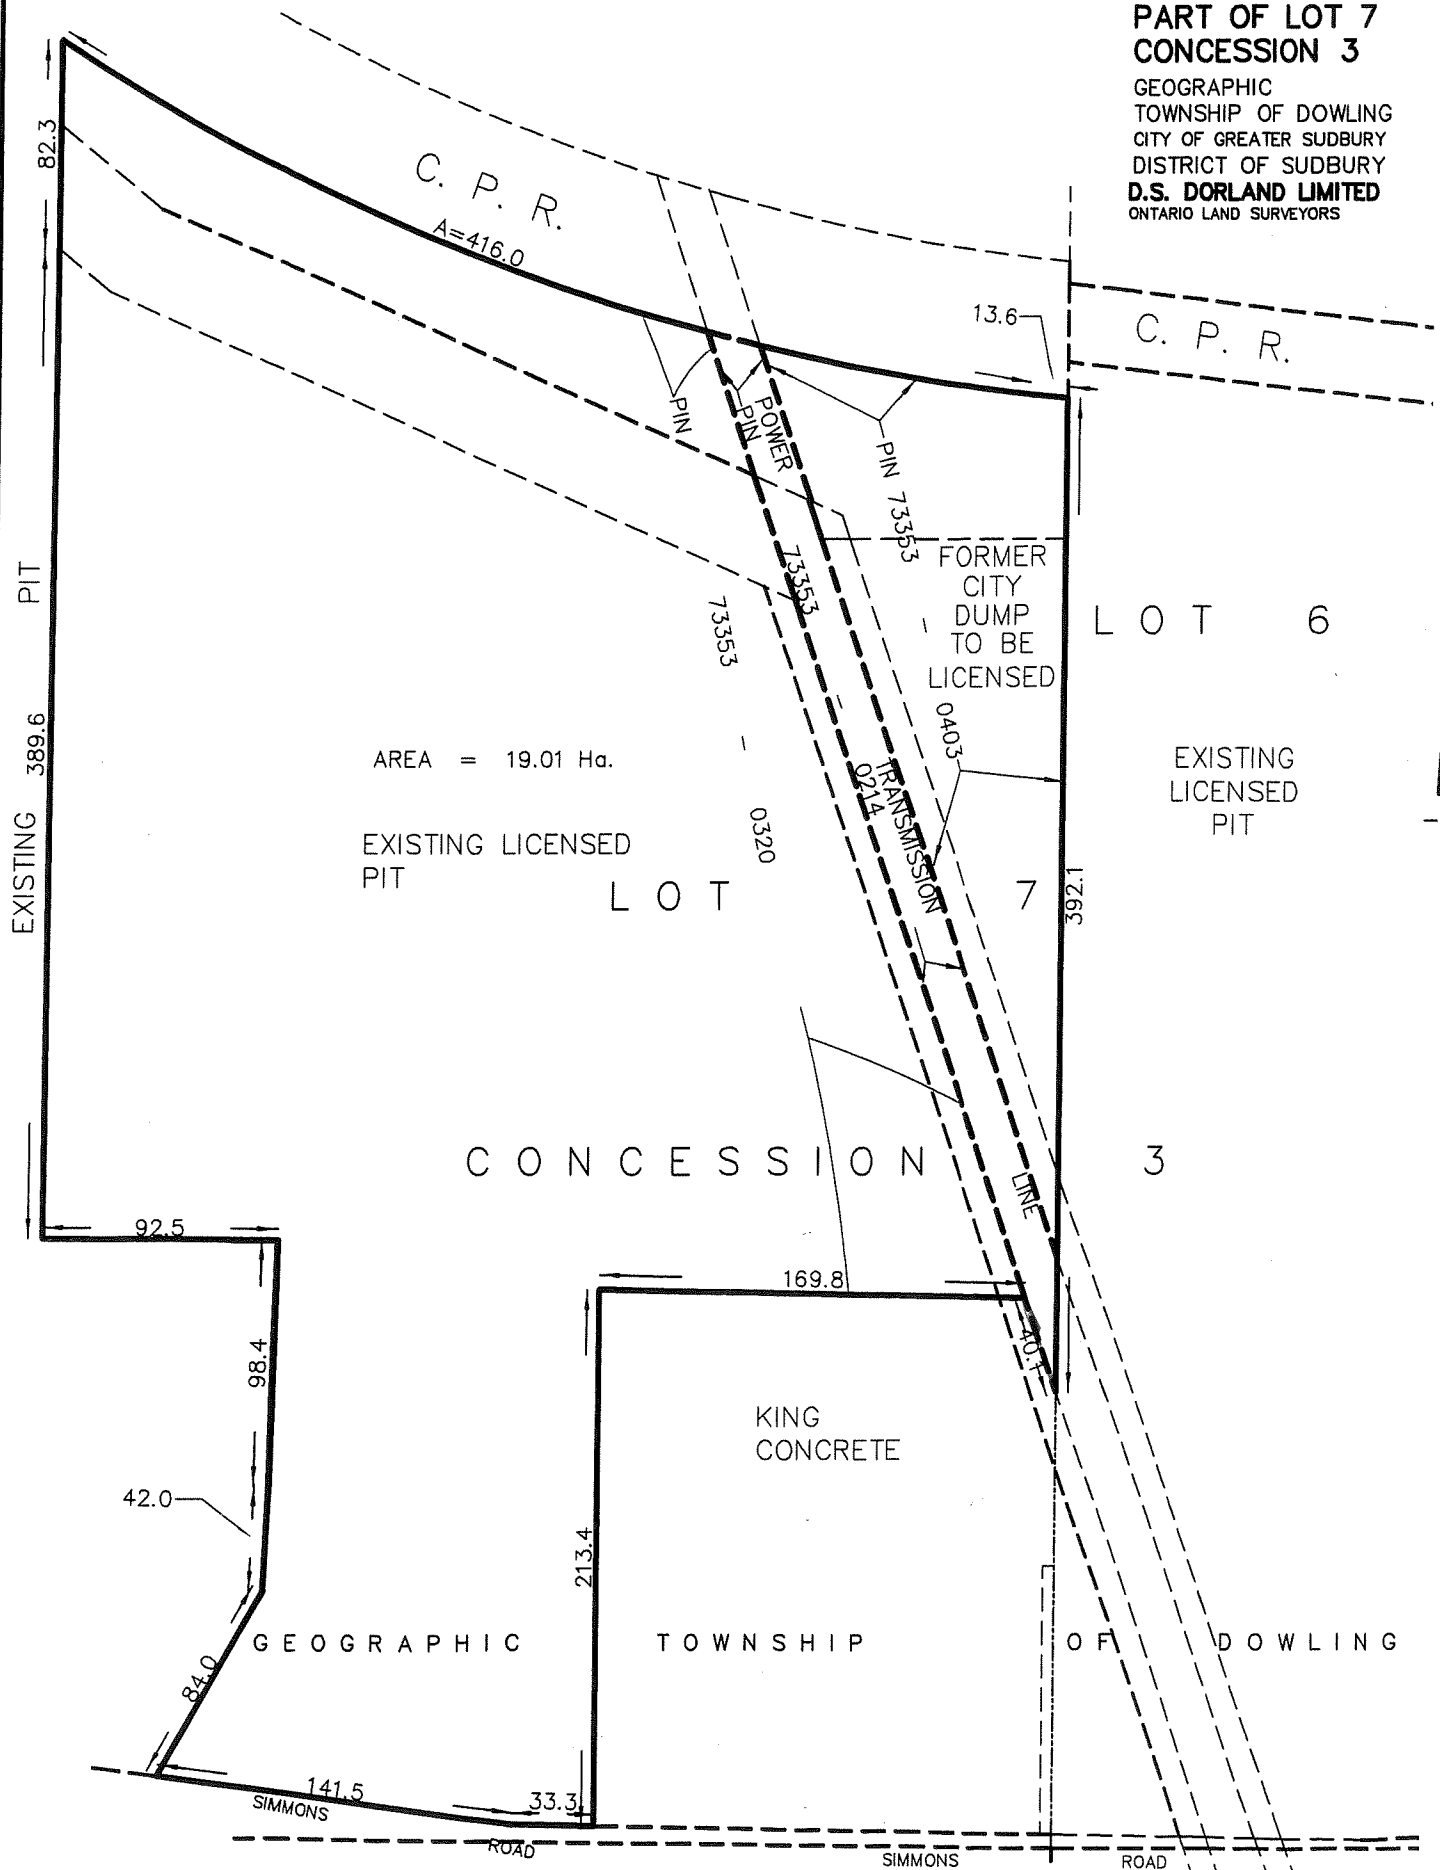 PART OF LOT 7
CONCESSION 3
GEOGRAPHIC
TOWNSHIP OF DOWLING
CITY OF GREATER SUDBURY
DISTRICT OF SUDBURY
D.S. DORLAND LIMITED
ONTARIO LAND SURVEYORS
82.3
C. P. R.
A=416.0
13.6
C. P. R.
PIN
PIN
POWER
PIN 73353
73353
73353
FORMER
CITY
DUMP
TO BE
LICENSED
LOT 6
EXISTING PIT
389.6
- 0403
AREA = 19.01 Ha.
- 0320
- 0214
TRANSMISSION
EXISTING
LICENSED
PIT
EXISTING LICENSED
PIT
LOT 7
392.1
CONCESSION 3
LINE
92.5
169.8
98.4
40.1
KING
CONCRETE
42.0
213.4
GEOGRAPHIC TOWNSHIP OF DOWLING
84.0
141.5
33.3
SIMMONS ROAD
SIMMONS ROAD